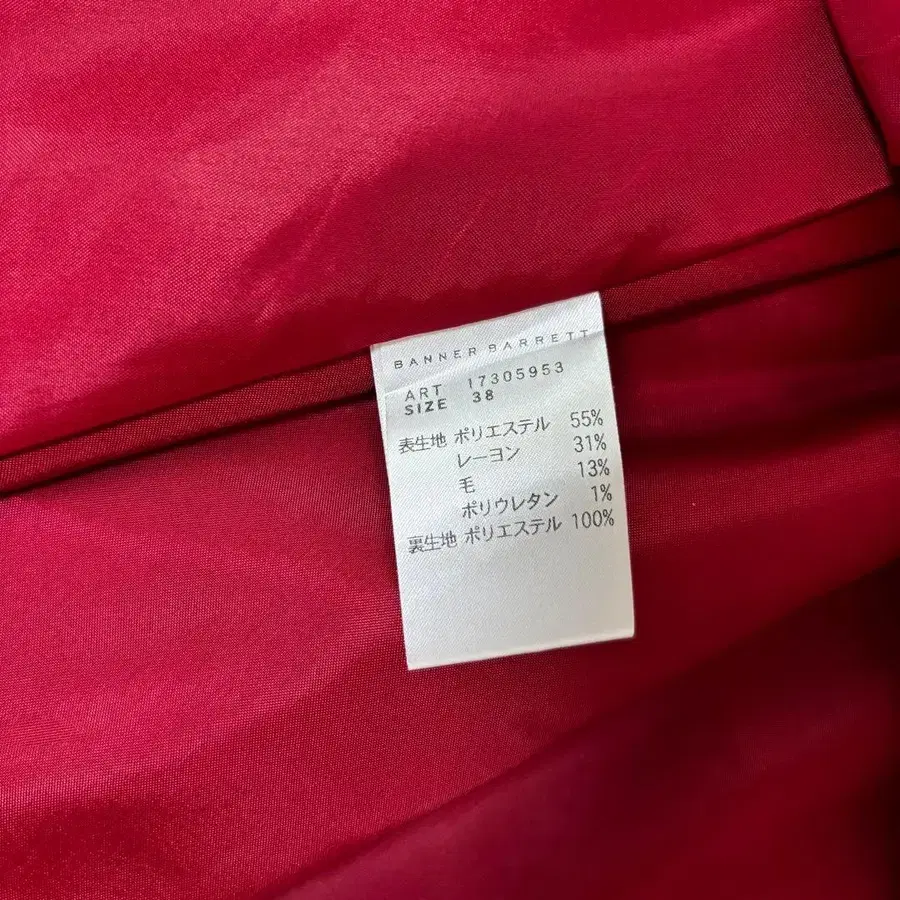 BANNER BARRETT
ART 17305953
SIZE 38
表生地 ポリエステル 55%
レーヨン 31%
毛 13%
ポリウレタン 1%
裏生地 ポリエステル 100%